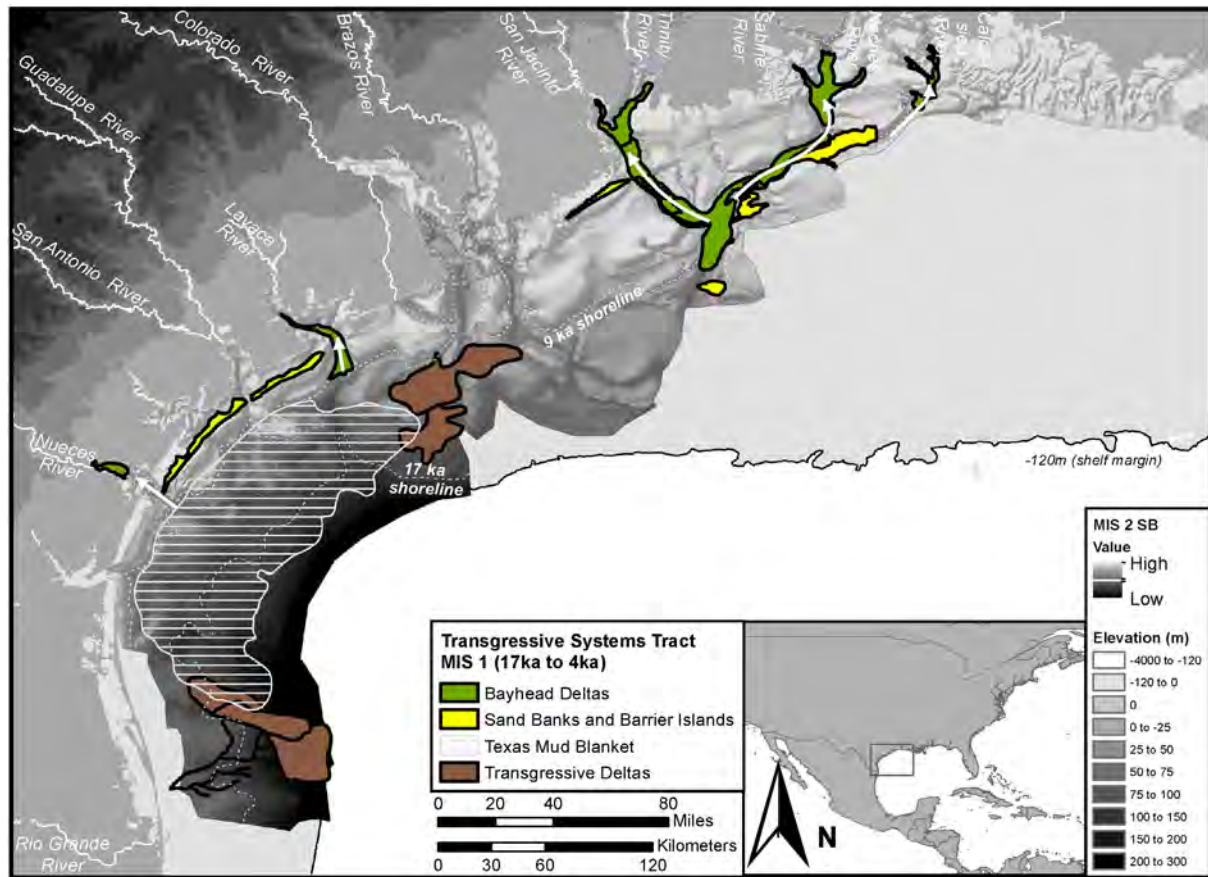 Colorado River
Brazos River
San Jacinto
River
Trinity
River
Sabine
River
River
Guadalupe River
Lavaca
River
San Antonio River
Nueces
River
Rio Grande
River
9 ka shoreline
17 ka
shoreline
-120m (shelf margin)
Transgressive Systems Tract
MIS 1 (17ka to 4ka)
Bayhead Deltas
Sand Banks and Barrier Islands
Texas Mud Blanket
Transgressive Deltas
0 20 40 80
Miles
Kilometers
0 30 60 120
N
MIS 2 SB
Value
High
Low
Elevation (m)
-4000 to -120
-120 to 0
0
0 to -25
25 to 50
50 to 75
75 to 100
100 to 150
150 to 200
200 to 300